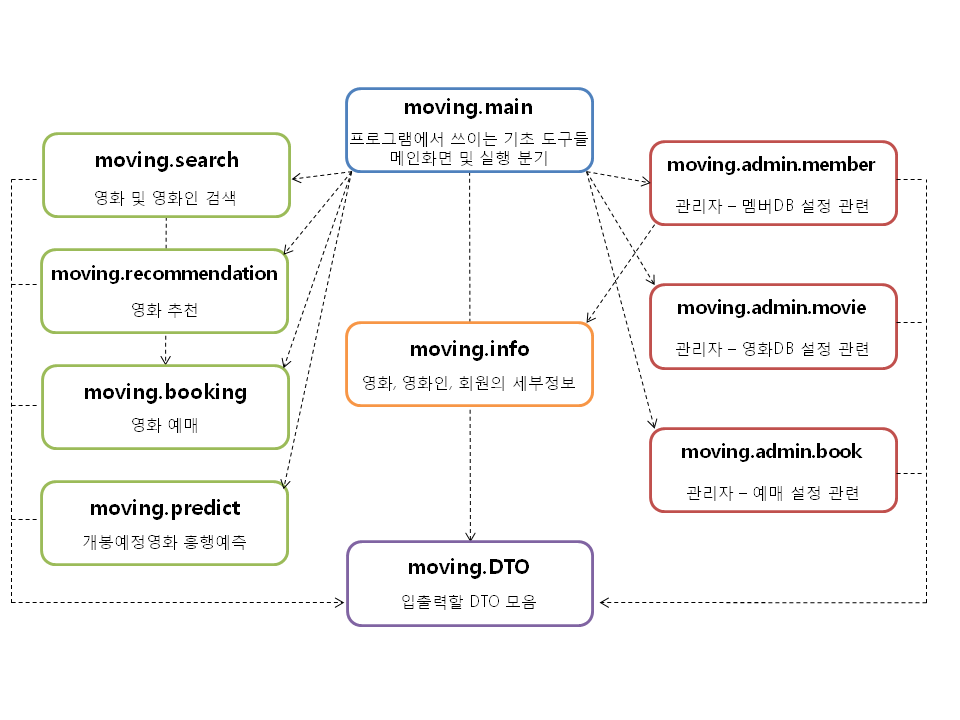 moving.main
프로그램에서 쓰이는 기초 도구들
메인화면 및 실행 분기
moving.search
영화 및 영화인 검색
moving.admin.member
관리자 – 멤버DB 설정 관련
moving.recommendation
영화 추천
moving.admin.movie
관리자 – 영화DB 설정 관련
moving.info
영화, 영화인, 회원의 세부정보
moving.booking
영화 예매
moving.admin.book
관리자 – 예매 설정 관련
moving.predict
개봉예정영화 흥행예측
moving.DTO
입출력할 DTO 모음